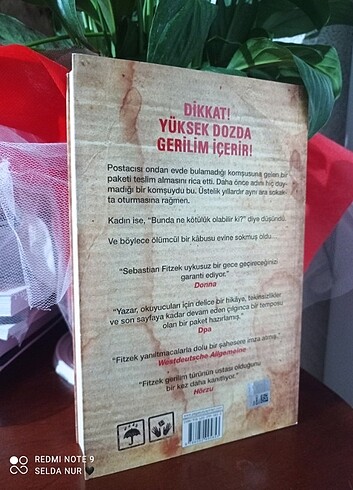 DİKKAT!
YÜKSEK DOZDA
GERİLİM İÇERİR!
Postacısı ondan evde bulamadığı komşusuna gelen bir
paketi teslim almasını rica etti. Daha önce adını hiç duy-
madığı bir komşuydu bu. Üstelik yıllardır aynı ara sokak-
ta oturmasına rağmen.
Kadın ise, "Bunda ne kötülük olabilir ki?" diye düşündü.
Ve böylece ölümcül bir kâbusu evine sokmuş oldu...
"Sebastian Fitzek uykusuz bir gece geçireceğinizi
garanti ediyor."
Donna
"Yazar, okuyucuları için delice bir hikâye, tekinsizlikler
ve son sayfaya kadar devam eden çılgınca bir temposu
olan bir paket hazırlamış."
Dpa
"Fitzek yanıltmacalarla dolu bir şahesere imza atmış."
Westdeutsche Allgemeine
"Fitzek gerilim türünün ustası olduğunu
bir kez daha kanıtlıyor."
Hörzu
REDMI NOTE 9
SELDA NUR